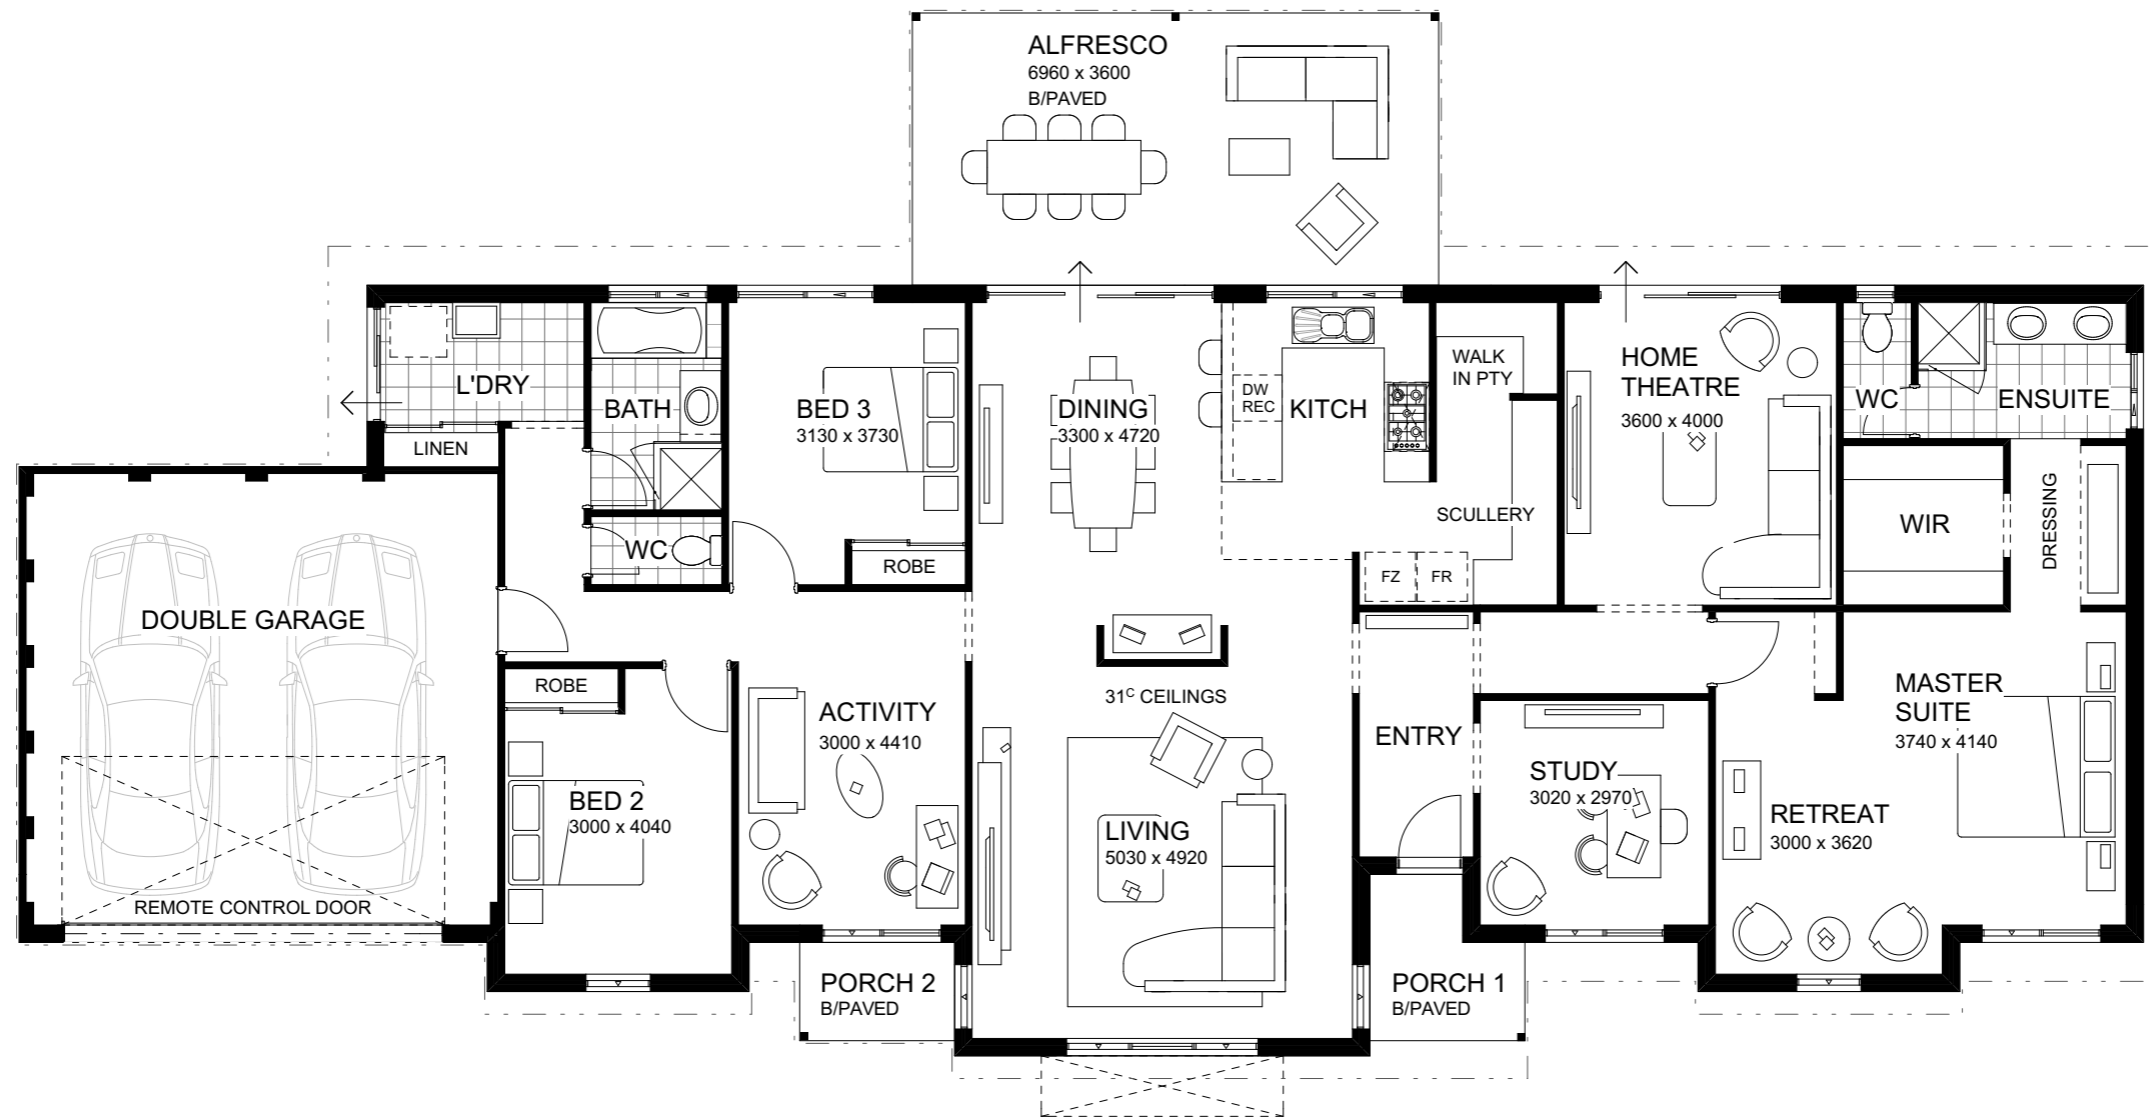 ALFRESCO
6960 x 3600
B/PAVED
L'DRY
LINEN
BATH
WC
BED 3
3130 x 3730
ROBE
DINING
3300 x 4720
DW
REC
KITCH
WALK
IN PTY
SCULLERY
FZ
FR
HOME
THEATRE
3600 x 4000
WC
ENSUITE
WIR
DRESSING
DOUBLE GARAGE
REMOTE CONTROL DOOR
ROBE
BED 2
3000 x 4040
ACTIVITY
3000 x 4410
31C CEILINGS
LIVING
5030 x 4920
ENTRY
STUDY
3020 x 2970
MASTER
SUITE
3740 x 4140
RETREAT
3000 x 3620
PORCH 2
B/PAVED
PORCH 1
B/PAVED